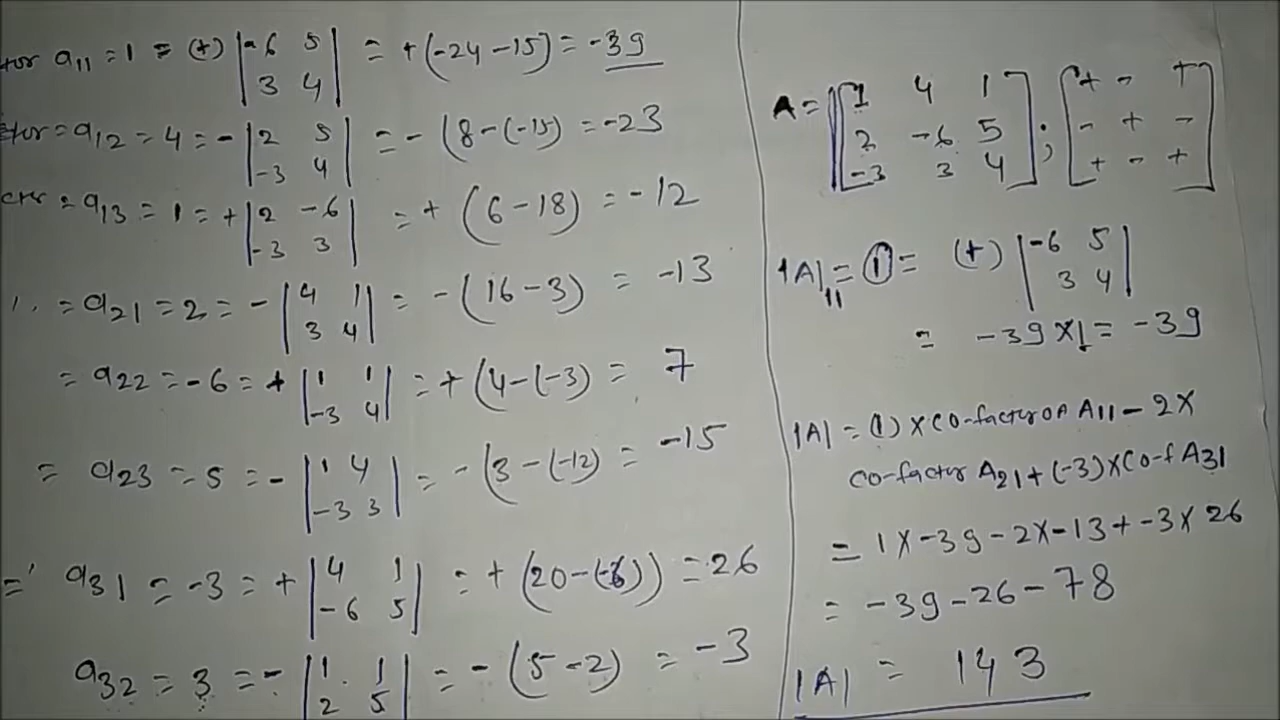 tor a11 = 1 = (+) |-6 5| = +(-24-15) = -39
|3 4|
tor = a12 = 4 = - |2 5| = - (8-(-15) = -23
|-3 4|
= a13 = 1 = + |2 -6| = + (6-18) = -12
|-3 3|
= a21 = 2 = - |4 1| = - (16-3) = -13
|3 4|
= a22 = -6 = + |1 1| = + (4-(-3) = 7
|-3 4|
= a23 = 5 = - |1 4| = - (3-(-12) = -15
|-3 3|
= a31 = -3 = + |4 1| = + (20-(-6)) = 26
|-6 5|
a32 = 3 = - |1 1| = - (5-2) = -3
|2 5|
A = [1 4 1] ; [+ - +]
[2 -6 5] [- + -]
[-3 3 4] [+ - +]
|A|11 = 1 = (+) |-6 5|
|3 4|
= -39 X 1 = -39
|A| = (1) X co-factor of A11 - 2X
co-factor A21 + (-3) X Co-f A31
= 1 X -39 - 2X -13 + -3 X 26
= -39 - 26 - 78
|A| = 143